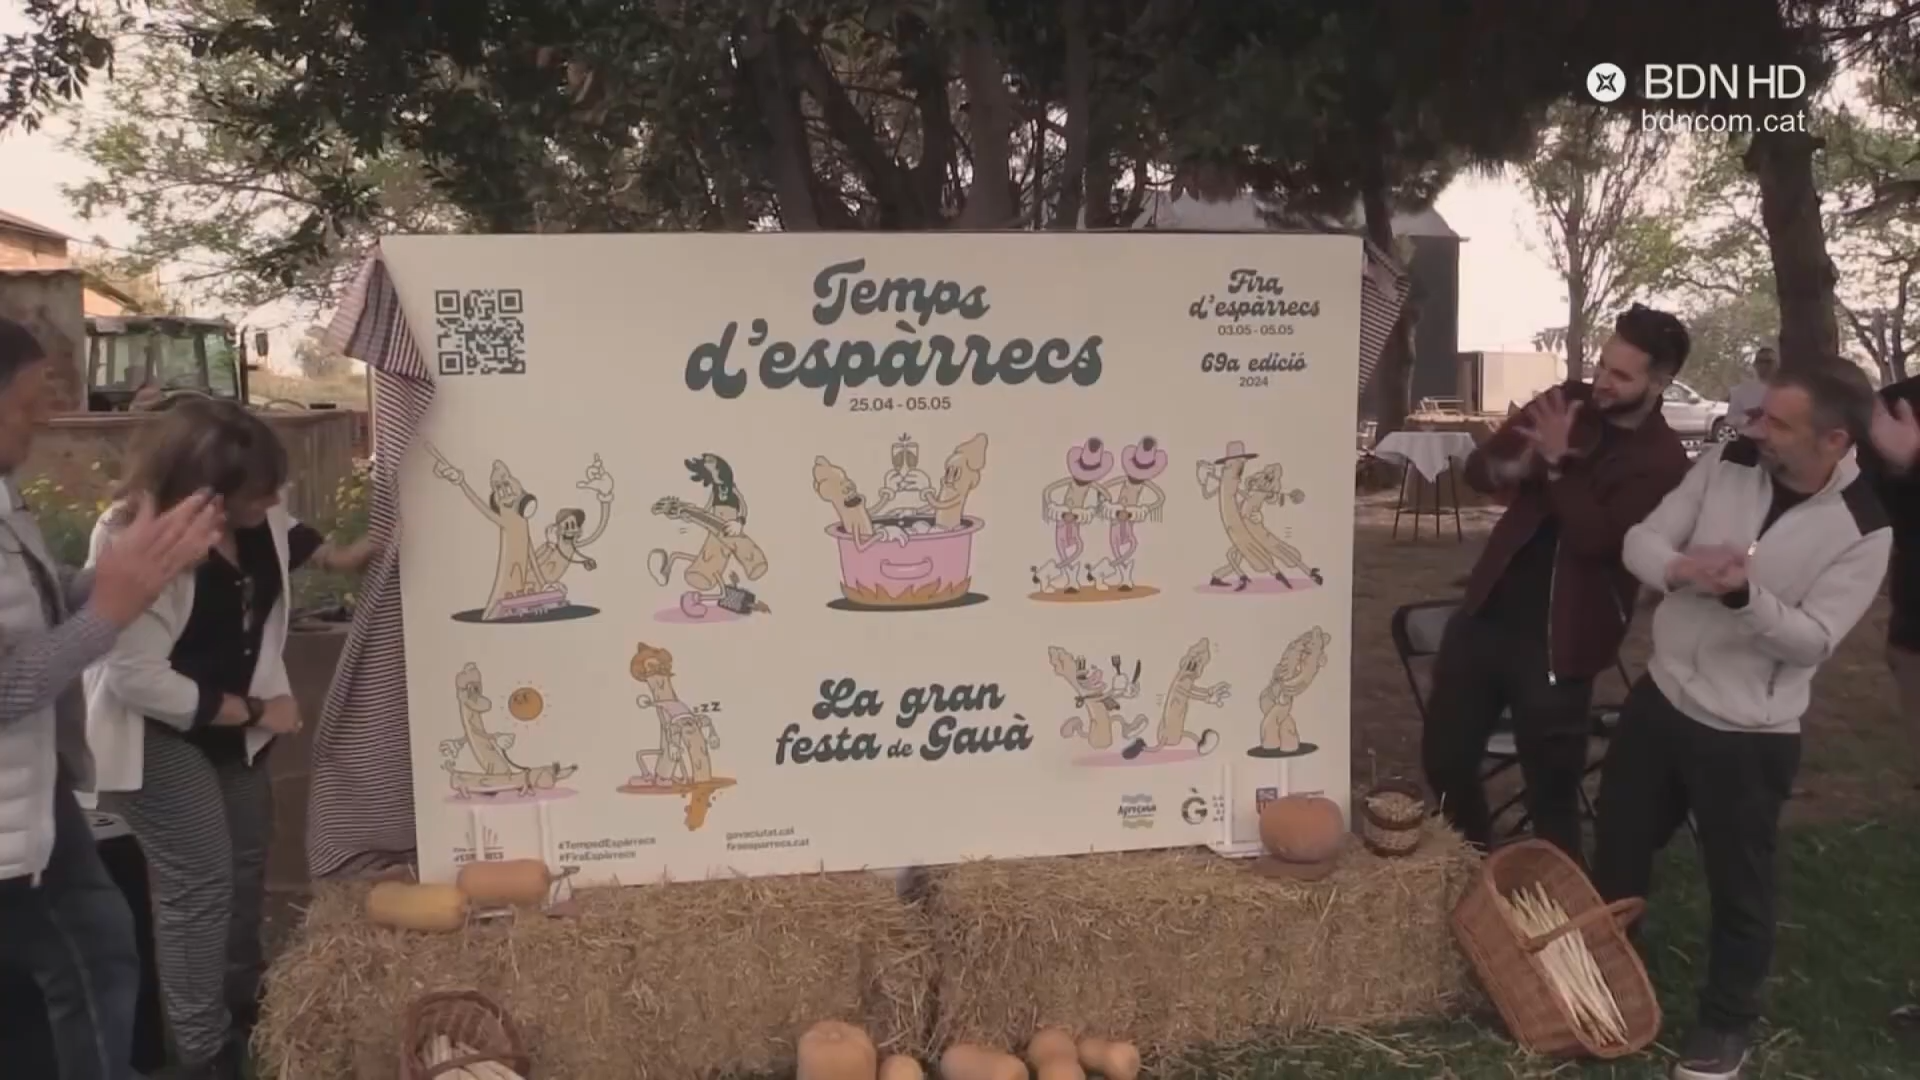 BDN HD
bdncom.cat
Temps
d'espàrrecs
25.04 - 05.05
Fira
d'espàrrecs
03.05 - 05.05
69a edició
2024
zz
La gran
festa de Gavà
#TempsdEspàrrecs
#FiraEspàrrecs
gavaciutat.cat
firaesparrecs.cat